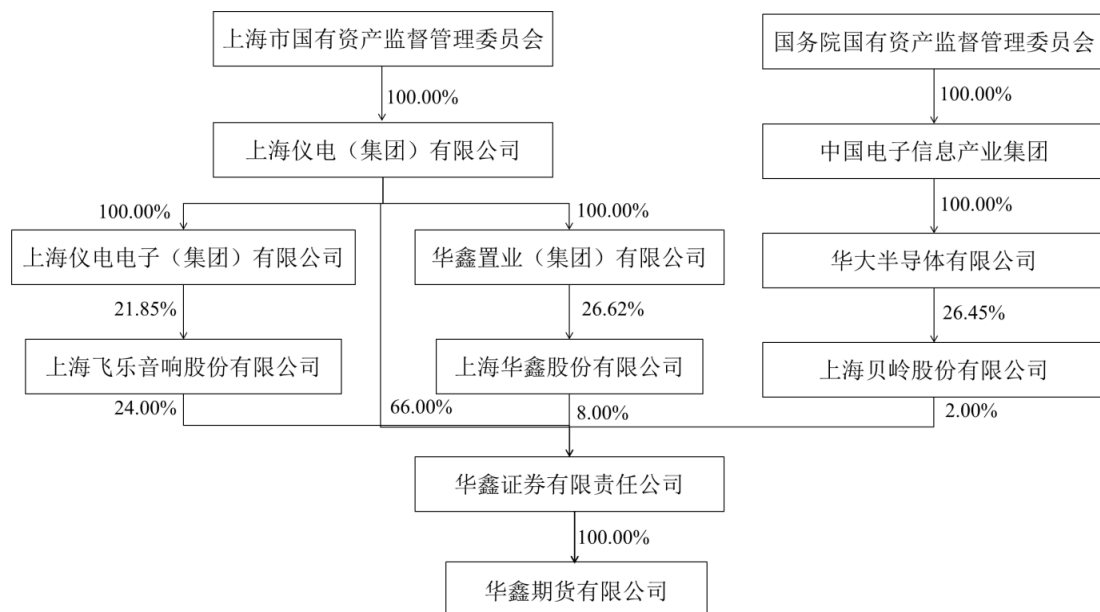 上海市国有资产监督管理委员会
国务院国有资产监督管理委员会
100.00%
100.00%
上海仪电（集团）有限公司
中国电子信息产业集团
100.00%
100.00%
100.00%
上海仪电电子（集团）有限公司
华鑫置业（集团）有限公司
华大半导体有限公司
21.85%
26.62%
26.45%
上海飞乐音响股份有限公司
上海华鑫股份有限公司
上海贝岭股份有限公司
24.00%
66.00%
8.00%
2.00%
华鑫证券有限责任公司
100.00%
华鑫期货有限公司